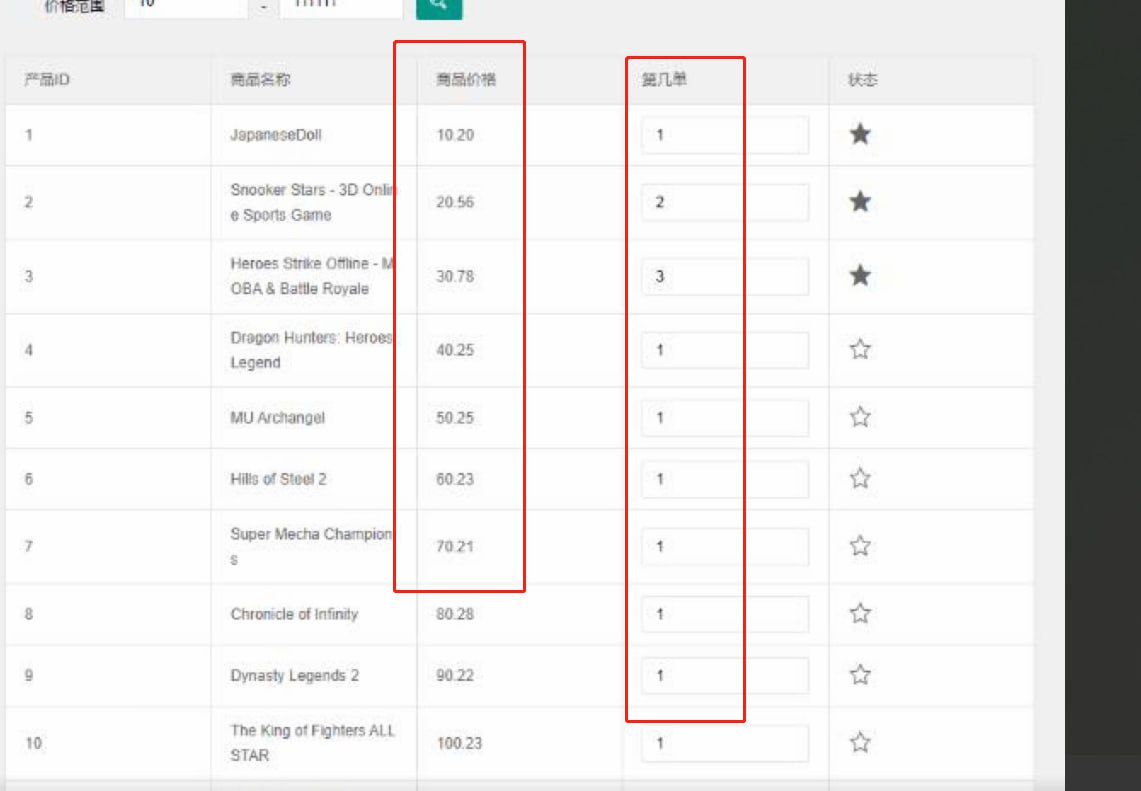 价格范围 10 - 111111
产品ID 商品名称 商品价格 第几单 状态
1 JapaneseDoll 10.20 1
2 Snooker Stars - 3D Onlin
e Sports Game 20.56 2
3 Heroes Strike Offline - M
OBA & Battle Royale 30.78 3
4 Dragon Hunters: Heroes
Legend 40.25 1
5 MU Archangel 50.25 1
6 Hills of Steel 2 60.23 1
7 Super Mecha Champion
s 70.21 1
8 Chronicle of Infinity 80.28 1
9 Dynasty Legends 2 90.22 1
10 The King of Fighters ALL
STAR 100.23 1